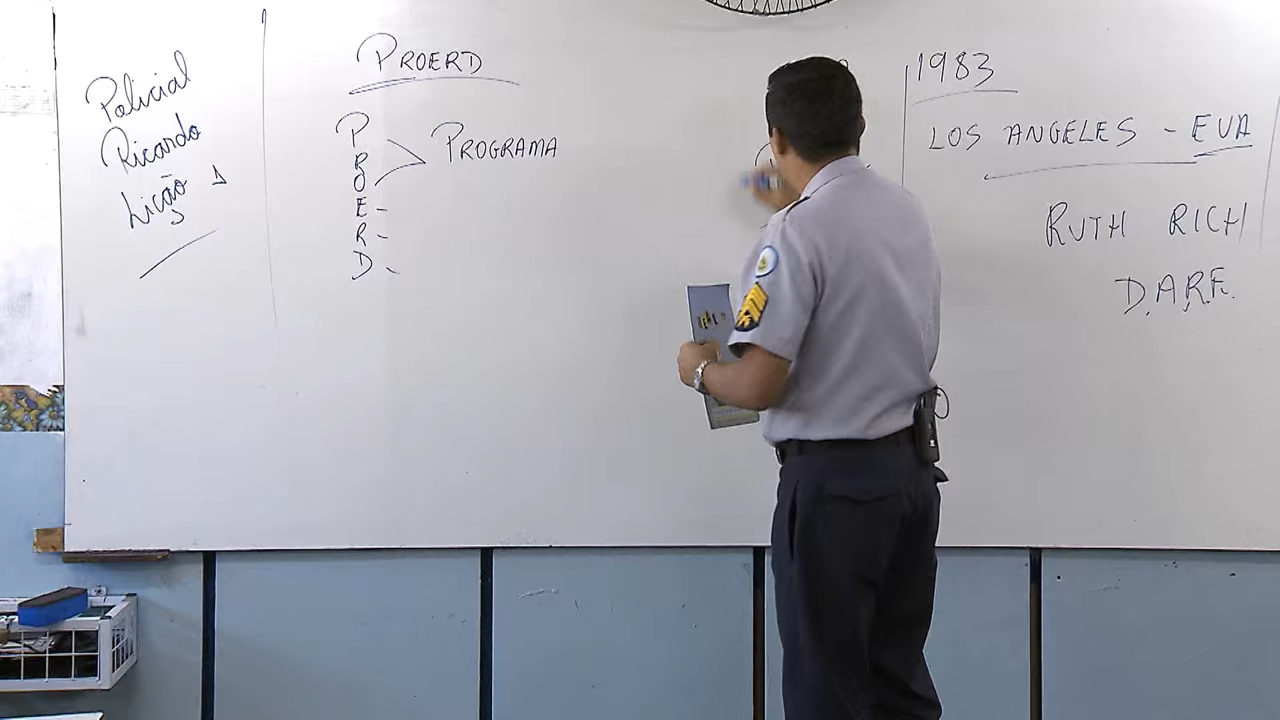 Policial
Ricardo
Lição 1
PROERD
P
R
O
E -
R -
D -
PROGRAMA
1983
LOS ANGELES - EUA
RUTH RICH
D.A.R.E.